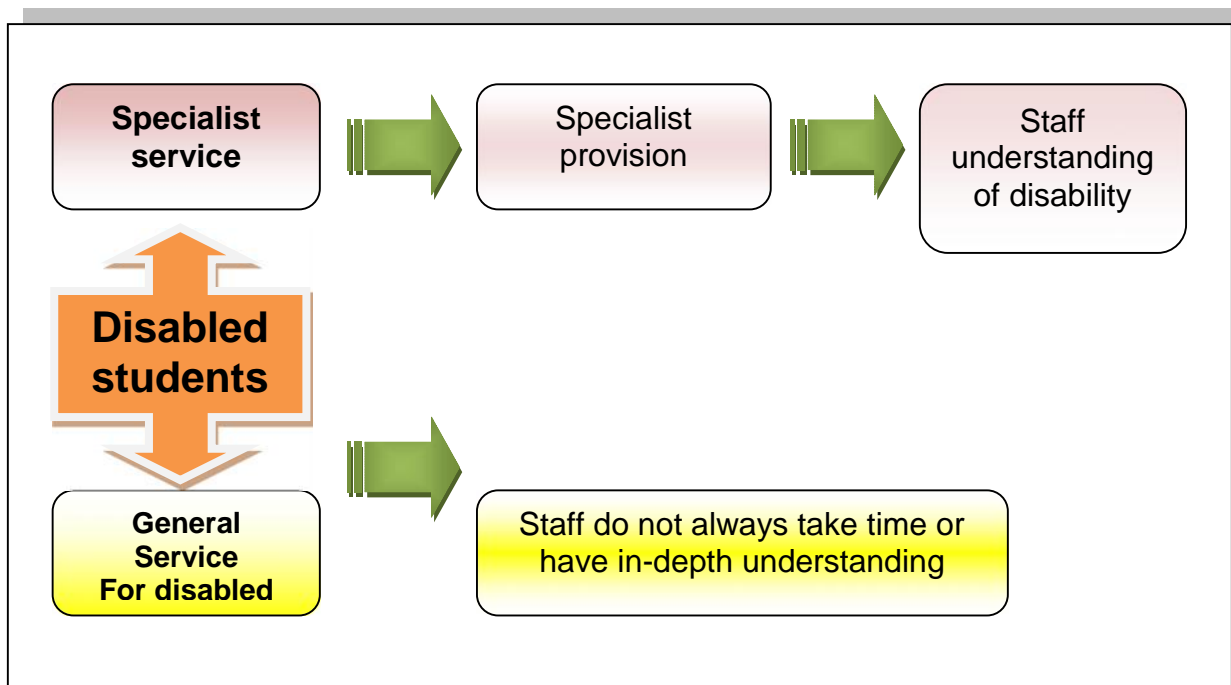 Specialist
service
Specialist
provision
Staff
understanding
of disability
Disabled
students
General
Service
For disabled
Staff do not always take time or
have in-depth understanding